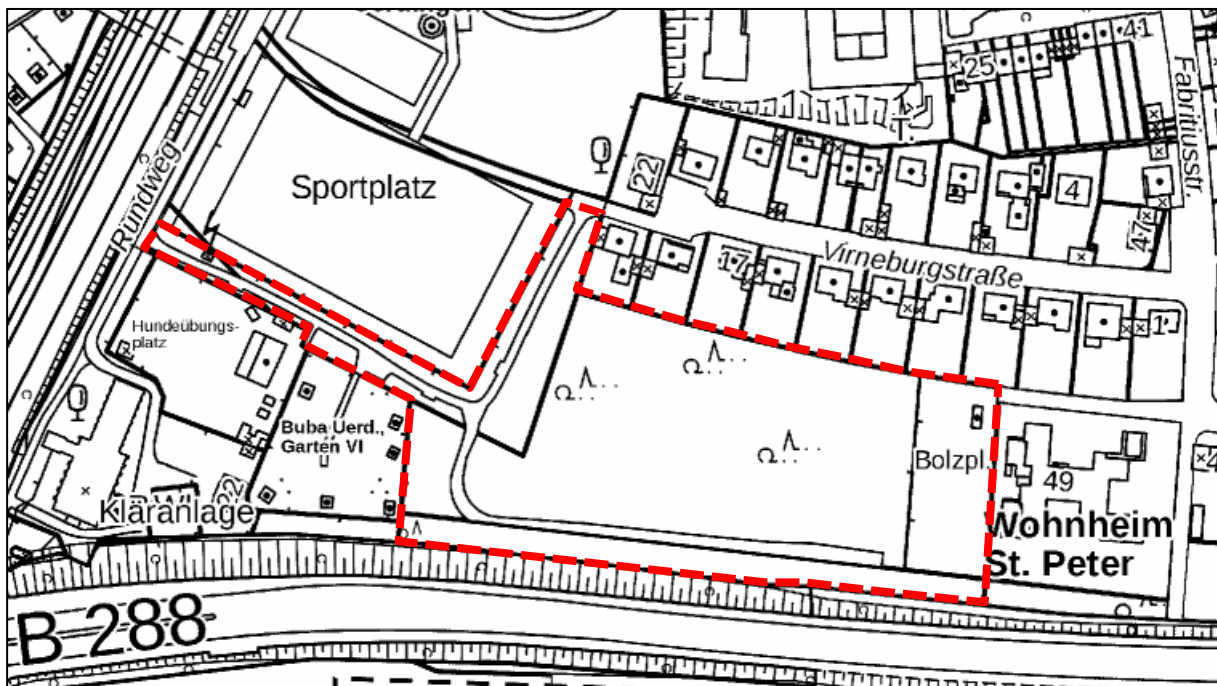 41
25
Fabritiusstr.
T.
Rundweg
Sportplatz
22
4
47
Virneburgstraße
17
1
Hundeübungs-
platz
Buba Uerd.,
Garten VI
Bolzpl.
49
4
22
Kläranlage
Wohnheim
St. Peter
B 288